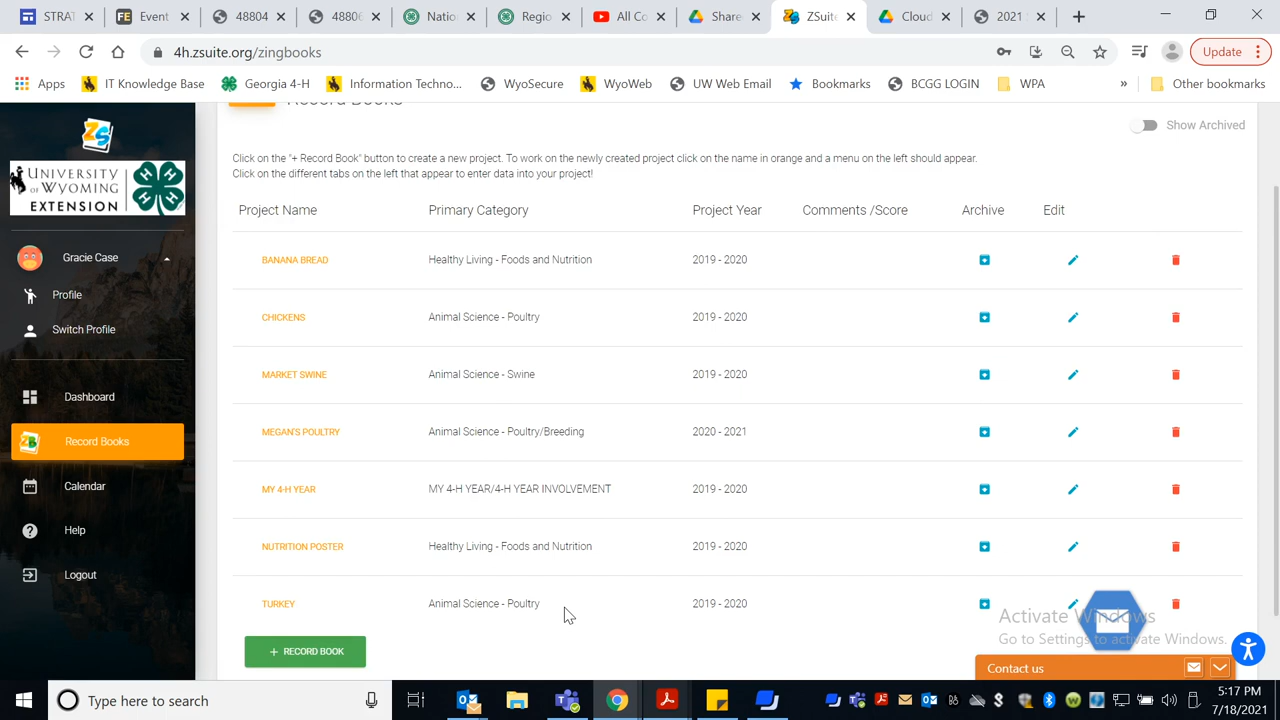 STRAT
Event
48804
48806
Natio
Regio
All Co
Share
ZSuite
Cloud
2021
4h.zsuite.org/zingbooks
Update
Apps
IT Knowledge Base
Georgia 4-H
Information Techno...
WyoSecure
WyoWeb
UW Web Email
Bookmarks
BCGG LOGIN
WPA
»
Other bookmarks
Record Books
Show Archived
ZS
UNIVERSITY
OF WYOMING
EXTENSION
H H H H
Click on the "+ Record Book" button to create a new project. To work on the newly created project click on the name in orange and a menu on the left should appear.
Click on the different tabs on the left that appear to enter data into your project!
Project Name Primary Category Project Year Comments /Score Archive Edit
BANANA BREAD Healthy Living - Foods and Nutrition 2019 - 2020
CHICKENS Animal Science - Poultry 2019 - 2020
MARKET SWINE Animal Science - Swine 2019 - 2020
MEGAN'S POULTRY Animal Science - Poultry/Breeding 2020 - 2021
MY 4-H YEAR MY 4-H YEAR/4-H YEAR INVOLVEMENT 2019 - 2020
NUTRITION POSTER Healthy Living - Foods and Nutrition 2019 - 2020
TURKEY Animal Science - Poultry 2019 - 2020
+ RECORD BOOK
Gracie Case
Profile
Switch Profile
Dashboard
Record Books
Calendar
Help
Logout
Activate Windows
Go to Settings to activate Windows.
Contact us
Type here to search
5:17 PM
7/18/2021